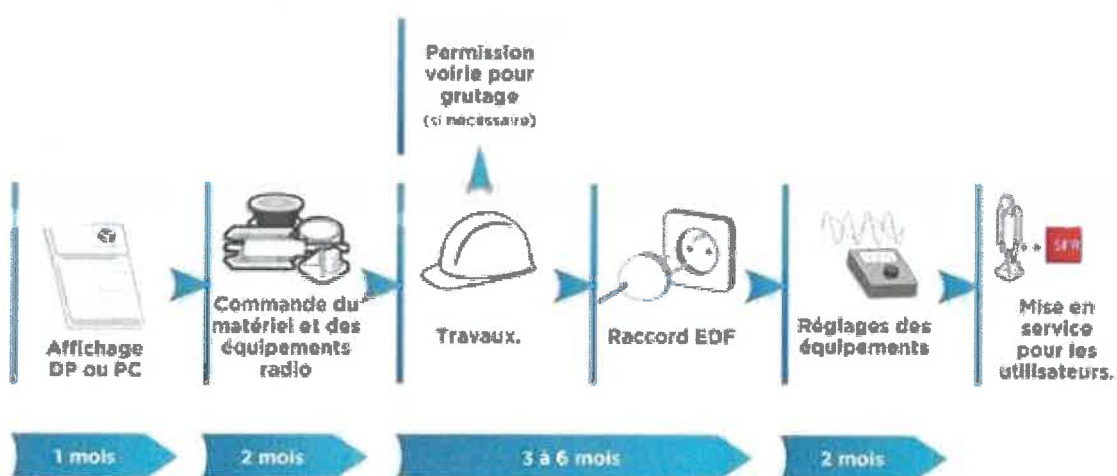 Permission
voirie pour
grutage
(si nécessaire)
Affichage
DP ou PC
Commande du
matériel et des
équipements
radio
Travaux.
Raccord EDF
Réglages des
équipements
SFR
Mise en
service
pour les
utilisateurs.
1 mois
2 mois
3 à 6 mois
2 mois